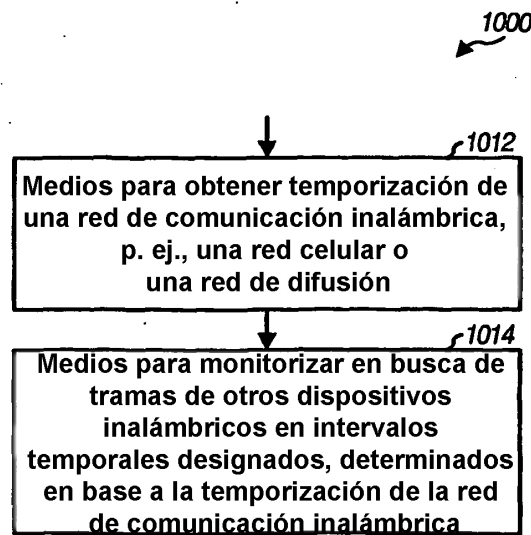 1000
1012
Medios para obtener temporización de
una red de comunicación inalámbrica,
p. ej., una red celular o
una red de difusión
1014
Medios para monitorizar en busca de
tramas de otros dispositivos
inalámbricos en intervalos
temporales designados, determinados
en base a la temporización de la red
de comunicación inalámbrica